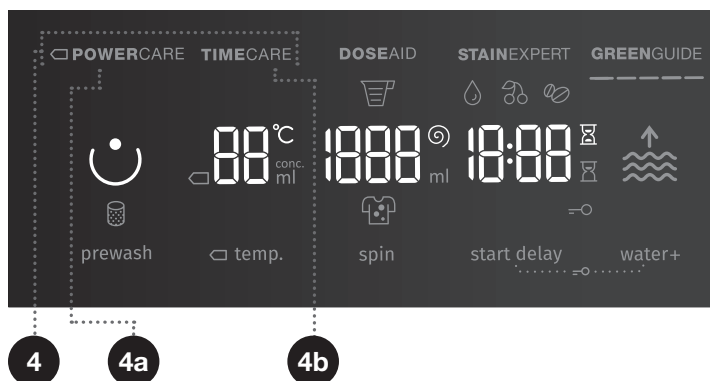 POWERCARE TIMECARE DOSEAID STAINEXPERT GREENGUIDE
88 °C 1888 18:88
conc.
ml ml
prewash temp. spin start delay water+
4 4a 4b